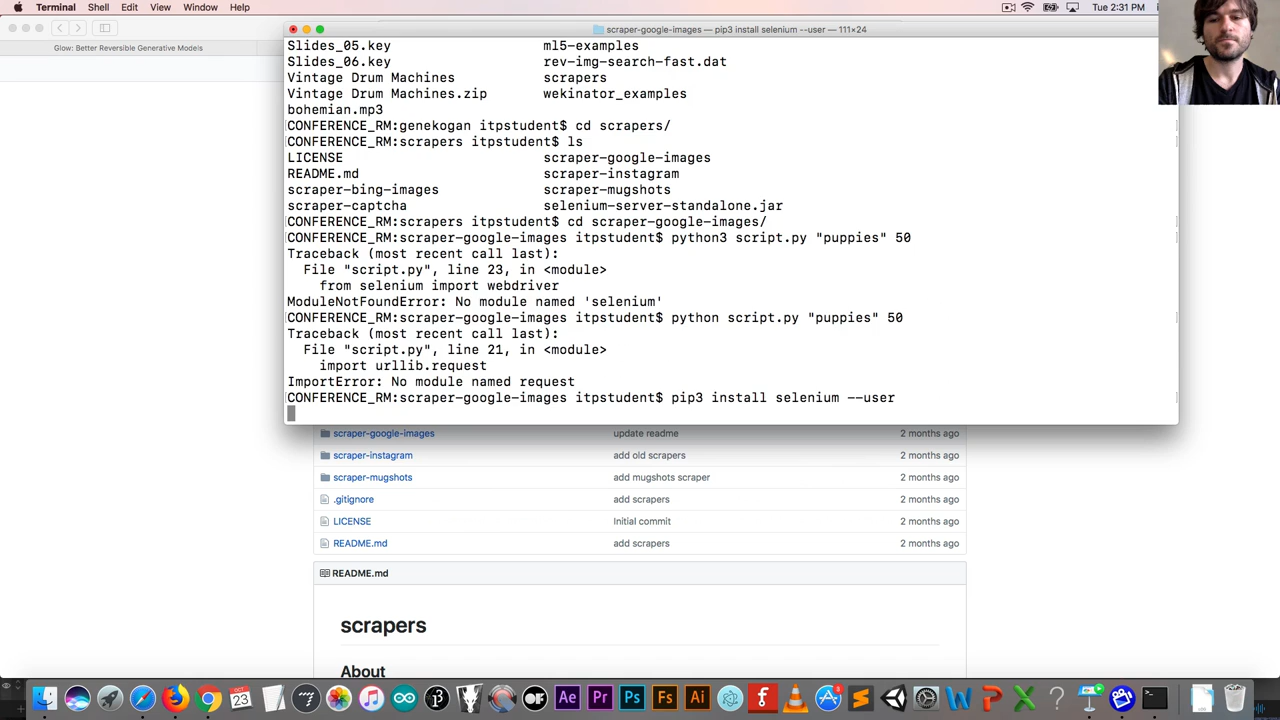 Terminal Shell Edit View Window Help
Tue 2:31 PM
Glow: Better Reversible Generative Models
scraper-google-images — pip3 install selenium --user — 111×24
Slides_05.key ml5-examples
Slides_06.key rev-img-search-fast.dat
Vintage Drum Machines scrapers
Vintage Drum Machines.zip wekinator_examples
bohemian.mp3
CONFERENCE_RM:genekogan itpstudent$ cd scrapers/
CONFERENCE_RM:scrapers itpstudent$ ls
LICENSE scraper-google-images
README.md scraper-instagram
scraper-bing-images scraper-mugshots
scraper-captcha selenium-server-standalone.jar
CONFERENCE_RM:scrapers itpstudent$ cd scraper-google-images/
CONFERENCE_RM:scraper-google-images itpstudent$ python3 script.py "puppies" 50
Traceback (most recent call last):
File "script.py", line 23, in <module>
from selenium import webdriver
ModuleNotFoundError: No module named 'selenium'
CONFERENCE_RM:scraper-google-images itpstudent$ python script.py "puppies" 50
Traceback (most recent call last):
File "script.py", line 21, in <module>
import urllib.request
ImportError: No module named request
CONFERENCE_RM:scraper-google-images itpstudent$ pip3 install selenium --user
scraper-google-images update readme 2 months ago
scraper-instagram add old scrapers 2 months ago
scraper-mugshots add mugshots scraper 2 months ago
.gitignore add scrapers 2 months ago
LICENSE Initial commit 2 months ago
README.md add scrapers 2 months ago
README.md
scrapers
About
OCT 23 OF Ae Pr Ps Fs Ai